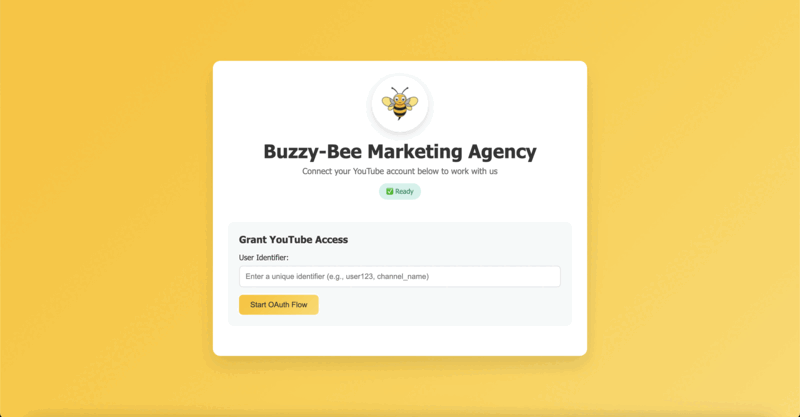 Buzzy-Bee Marketing Agency
Connect your YouTube account below to work with us
✅ Ready
Grant YouTube Access
User Identifier:
Enter a unique identifier (e.g., user123, channel_name)
Start OAuth Flow